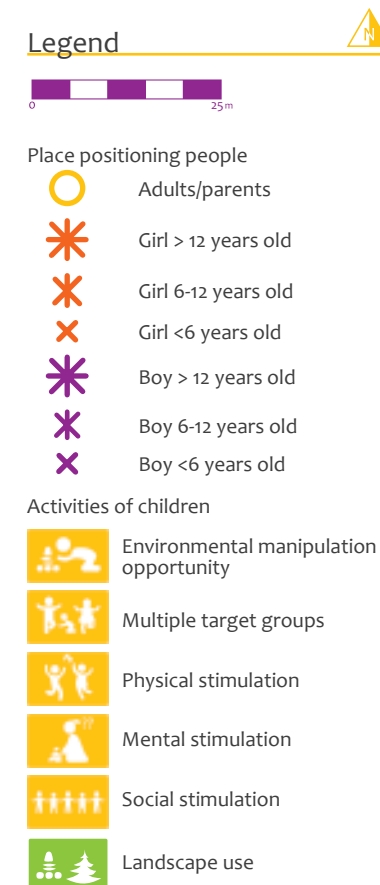 Legend
N
0 25 m
Place positioning people
Adults/parents
Girl > 12 years old
Girl 6-12 years old
Girl <6 years old
Boy > 12 years old
Boy 6-12 years old
Boy <6 years old
Activities of children
Environmental manipulation
opportunity
Multiple target groups
Physical stimulation
Mental stimulation
Social stimulation
Landscape use